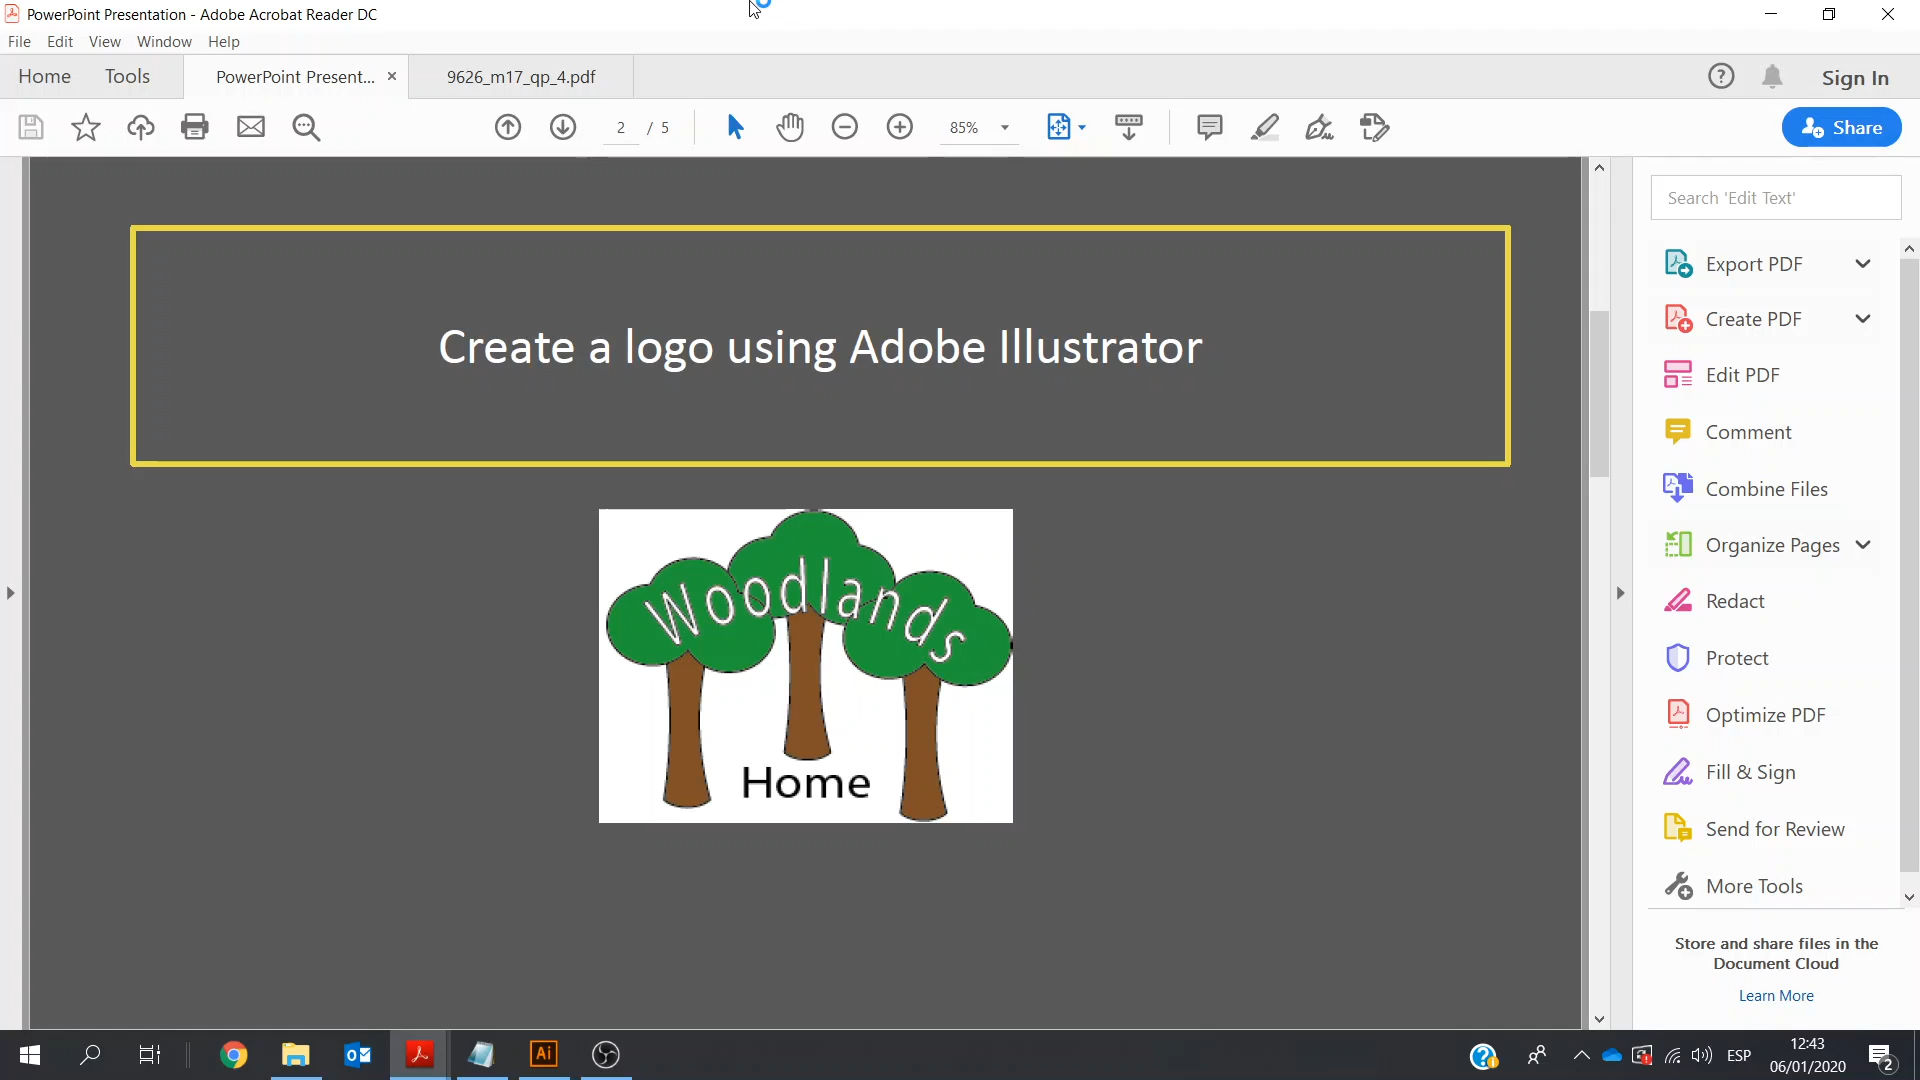 PowerPoint Presentation - Adobe Acrobat Reader DC
File Edit View Window Help
Home Tools PowerPoint Present... 9626_m17_qp_4.pdf Sign In
2 / 5 85% Share
Search 'Edit Text'
Export PDF
Create PDF
Edit PDF
Comment
Combine Files
Organize Pages
Redact
Protect
Optimize PDF
Fill & Sign
Send for Review
More Tools
Store and share files in the
Document Cloud
Learn More
Create a logo using Adobe Illustrator
Woodlands
Home
Ai
ESP
12:43
06/01/2020
2